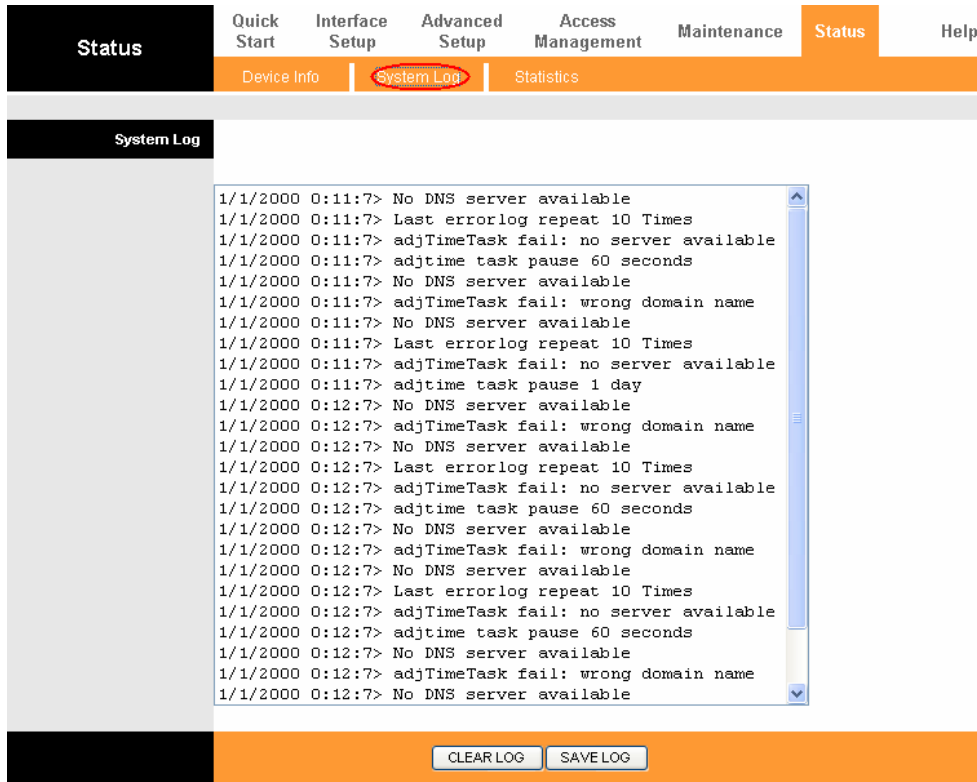 Status
Quick Start
Interface Setup
Advanced Setup
Access Management
Maintenance
Status
Help
Device Info
System Log
Statistics
System Log
1/1/2000 0:11:7> No DNS server available
1/1/2000 0:11:7> Last errorlog repeat 10 Times
1/1/2000 0:11:7> adjTimeTask fail: no server available
1/1/2000 0:11:7> adjtime task pause 60 seconds
1/1/2000 0:11:7> No DNS server available
1/1/2000 0:11:7> adjTimeTask fail: wrong domain name
1/1/2000 0:11:7> No DNS server available
1/1/2000 0:11:7> Last errorlog repeat 10 Times
1/1/2000 0:11:7> adjTimeTask fail: no server available
1/1/2000 0:11:7> adjtime task pause 1 day
1/1/2000 0:12:7> No DNS server available
1/1/2000 0:12:7> adjTimeTask fail: wrong domain name
1/1/2000 0:12:7> No DNS server available
1/1/2000 0:12:7> Last errorlog repeat 10 Times
1/1/2000 0:12:7> adjTimeTask fail: no server available
1/1/2000 0:12:7> adjtime task pause 60 seconds
1/1/2000 0:12:7> No DNS server available
1/1/2000 0:12:7> adjTimeTask fail: wrong domain name
1/1/2000 0:12:7> No DNS server available
1/1/2000 0:12:7> Last errorlog repeat 10 Times
1/1/2000 0:12:7> adjTimeTask fail: no server available
1/1/2000 0:12:7> adjtime task pause 60 seconds
1/1/2000 0:12:7> No DNS server available
1/1/2000 0:12:7> adjTimeTask fail: wrong domain name
1/1/2000 0:12:7> No DNS server available
CLEAR LOG
SAVE LOG